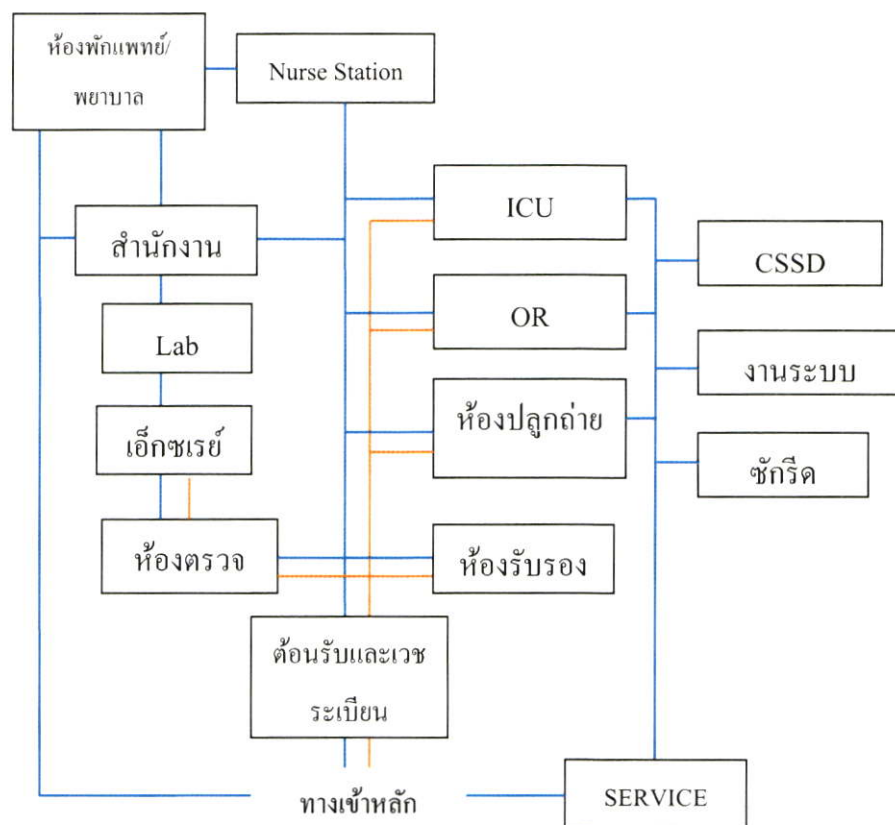 ห้องพักแพทย์/
พยาบาล
Nurse Station
ICU
สำนักงาน
CSSD
OR
Lab
งานระบบ
ห้องปลูกถ่าย
เอ็กซเรย์
ซักรีด
ห้องตรวจ
ห้องรับรอง
ต้อนรับและเวช
ระเบียน
ทางเข้าหลัก
SERVICE